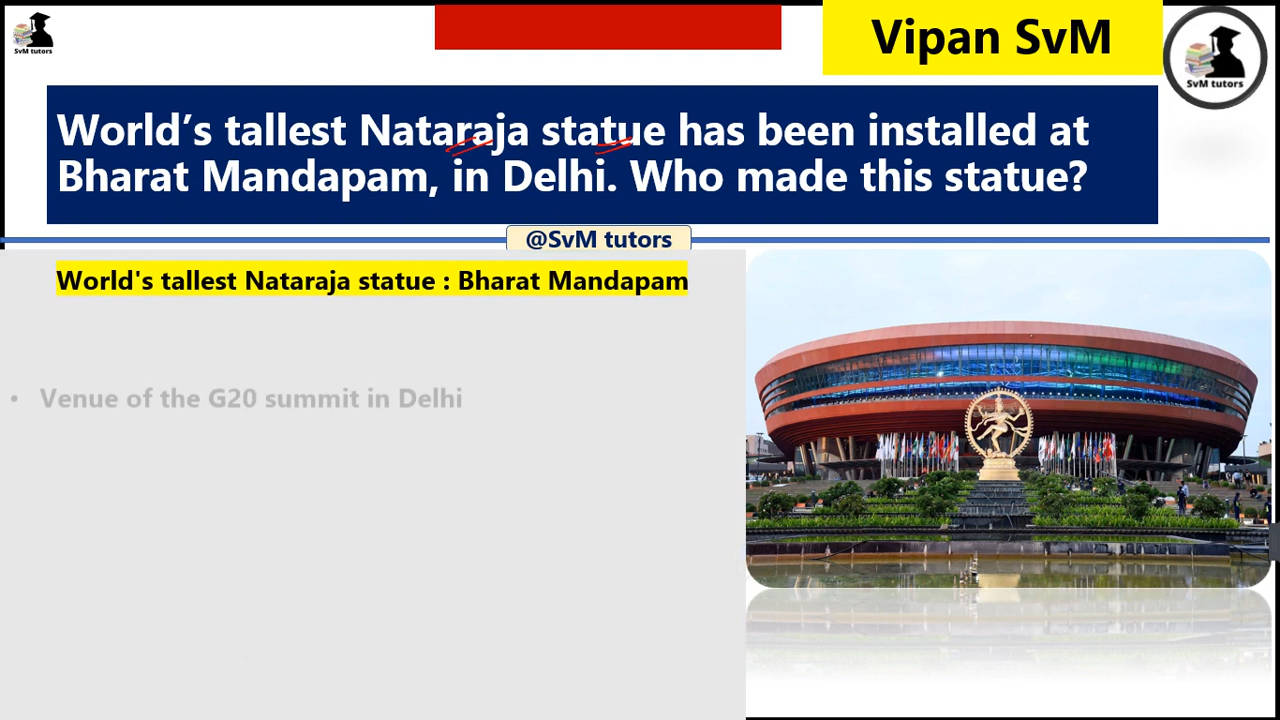 SvM tutors
Vipan SvM
SvM tutors
World’s tallest Nataraja statue has been installed at
Bharat Mandapam, in Delhi. Who made this statue?
@SvM tutors
World's tallest Nataraja statue : Bharat Mandapam
• Venue of the G20 summit in Delhi